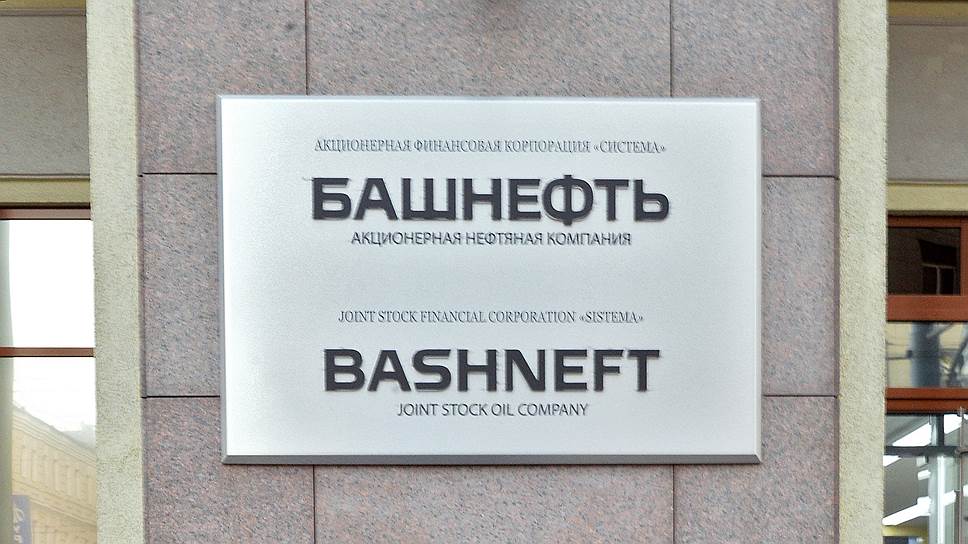 АКЦИОНЕРНАЯ ФИНАНСОВАЯ КОРПОРАЦИЯ «СИСТЕМА»
БАШНЕФТЬ
АКЦИОНЕРНАЯ НЕФТЯНАЯ КОМПАНИЯ
JOINT STOCK FINANCIAL CORPORATION «SISTEMA»
BASHNEFT
JOINT STOCK OIL COMPANY